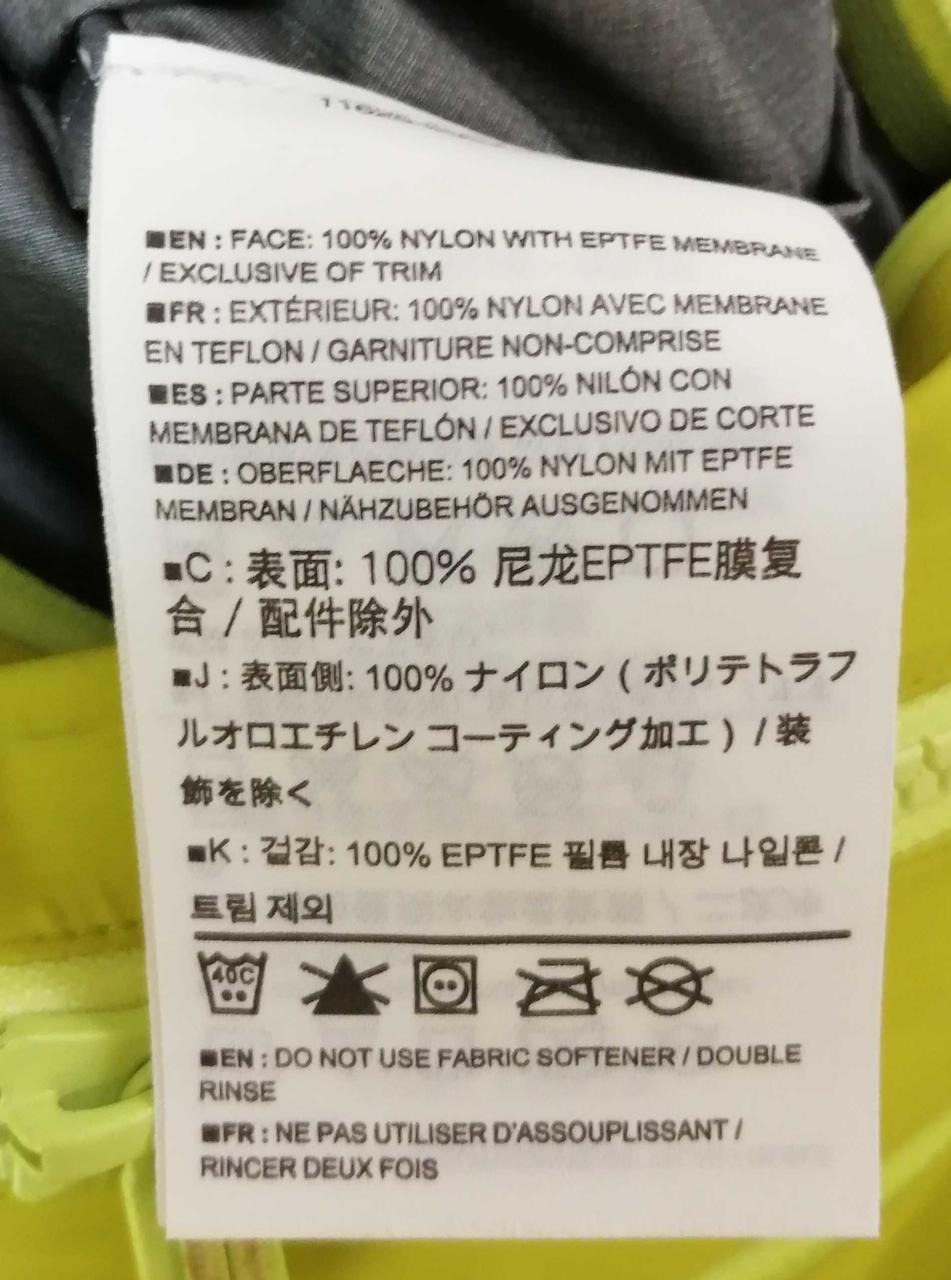 ■EN : FACE: 100% NYLON WITH EPTFE MEMBRANE
/ EXCLUSIVE OF TRIM
■FR : EXTÉRIEUR: 100% NYLON AVEC MEMBRANE
EN TEFLON / GARNITURE NON-COMPRISE
■ES : PARTE SUPERIOR: 100% NILÓN CON
MEMBRANA DE TEFLÓN / EXCLUSIVO DE CORTE
■DE : OBERFLAECHE: 100% NYLON MIT EPTFE
MEMBRAN / NÄHZUBEHÖR AUSGENOMMEN
■C : 表面: 100% 尼龙EPTFE膜复
合 / 配件除外
■J : 表面側: 100% ナイロン ( ポリテトラフ
ルオロエチレン コーティング加工 ) / 装
飾を除く
■K : 겉감: 100% EPTFE 필름 내장 나일론 /
트림 제외
40C
■EN : DO NOT USE FABRIC SOFTENER / DOUBLE
RINSE
■FR : NE PAS UTILISER D'ASSOUPLISSANT /
RINCER DEUX FOIS